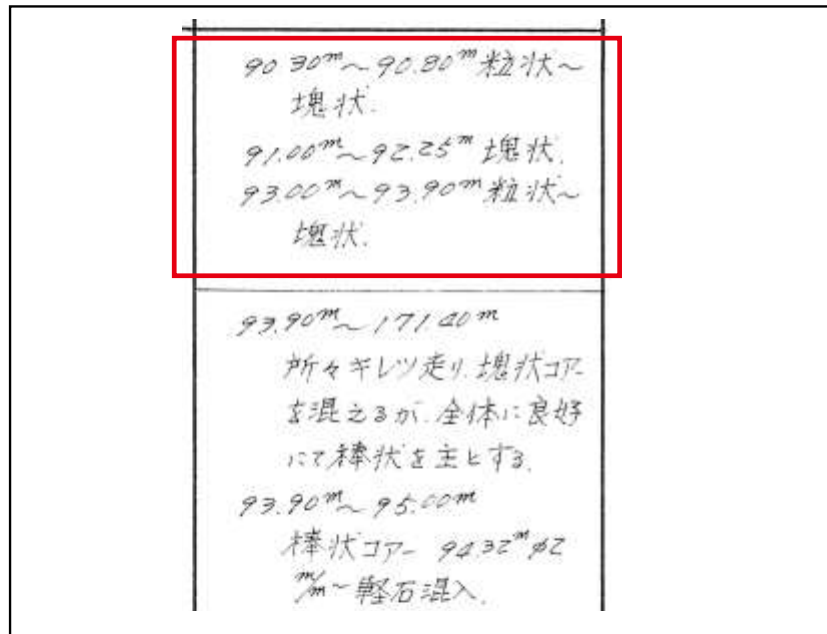 90.30m～90.80m粒状～
塊状.
91.00m～92.25m塊状.
93.00m～93.90m粒状～
塊状.
93.90m～171.40m
所々キレツ走り.塊状コアー
を混えるが.全体に良好
にて棒状を主とする.
93.90m～95.00m
棒状コアー 94.32m φ2
m/m～軽石混入.